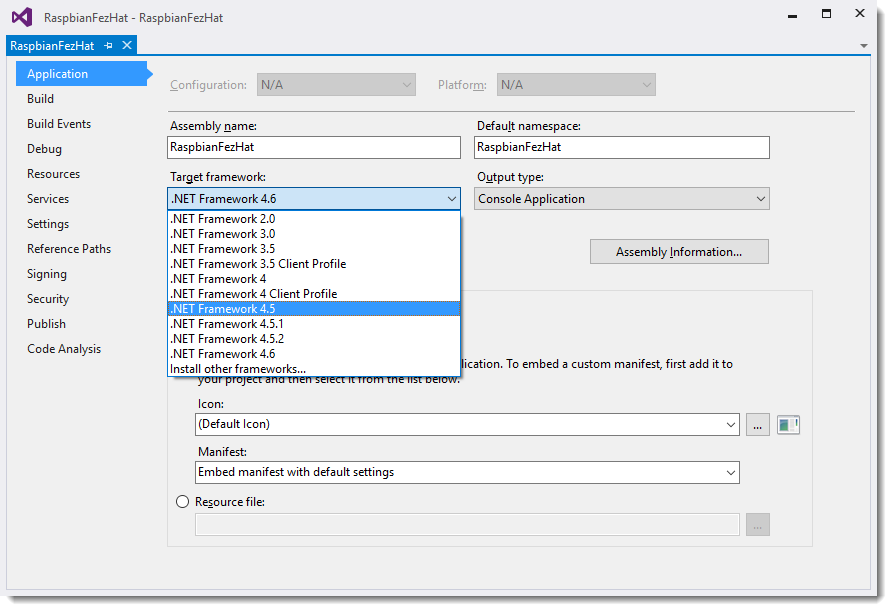 RaspbianFezHat - RaspbianFezHat
RaspbianFezHat
Application
Build
Build Events
Debug
Resources
Services
Settings
Reference Paths
Signing
Security
Publish
Code Analysis
Configuration: N/A Platform: N/A
Assembly name: Default namespace:
RaspbianFezHat RaspbianFezHat
Target framework: Output type:
.NET Framework 4.6 Console Application
.NET Framework 2.0
.NET Framework 3.0
.NET Framework 3.5
.NET Framework 3.5 Client Profile
.NET Framework 4
.NET Framework 4 Client Profile
.NET Framework 4.5
.NET Framework 4.5.1
.NET Framework 4.5.2
.NET Framework 4.6
Install other frameworks...
Assembly Information...
lication. To embed a custom manifest, first add it to
your project and then select it from the list below.
Icon:
(Default Icon) ...
Manifest:
Embed manifest with default settings
Resource file:
...